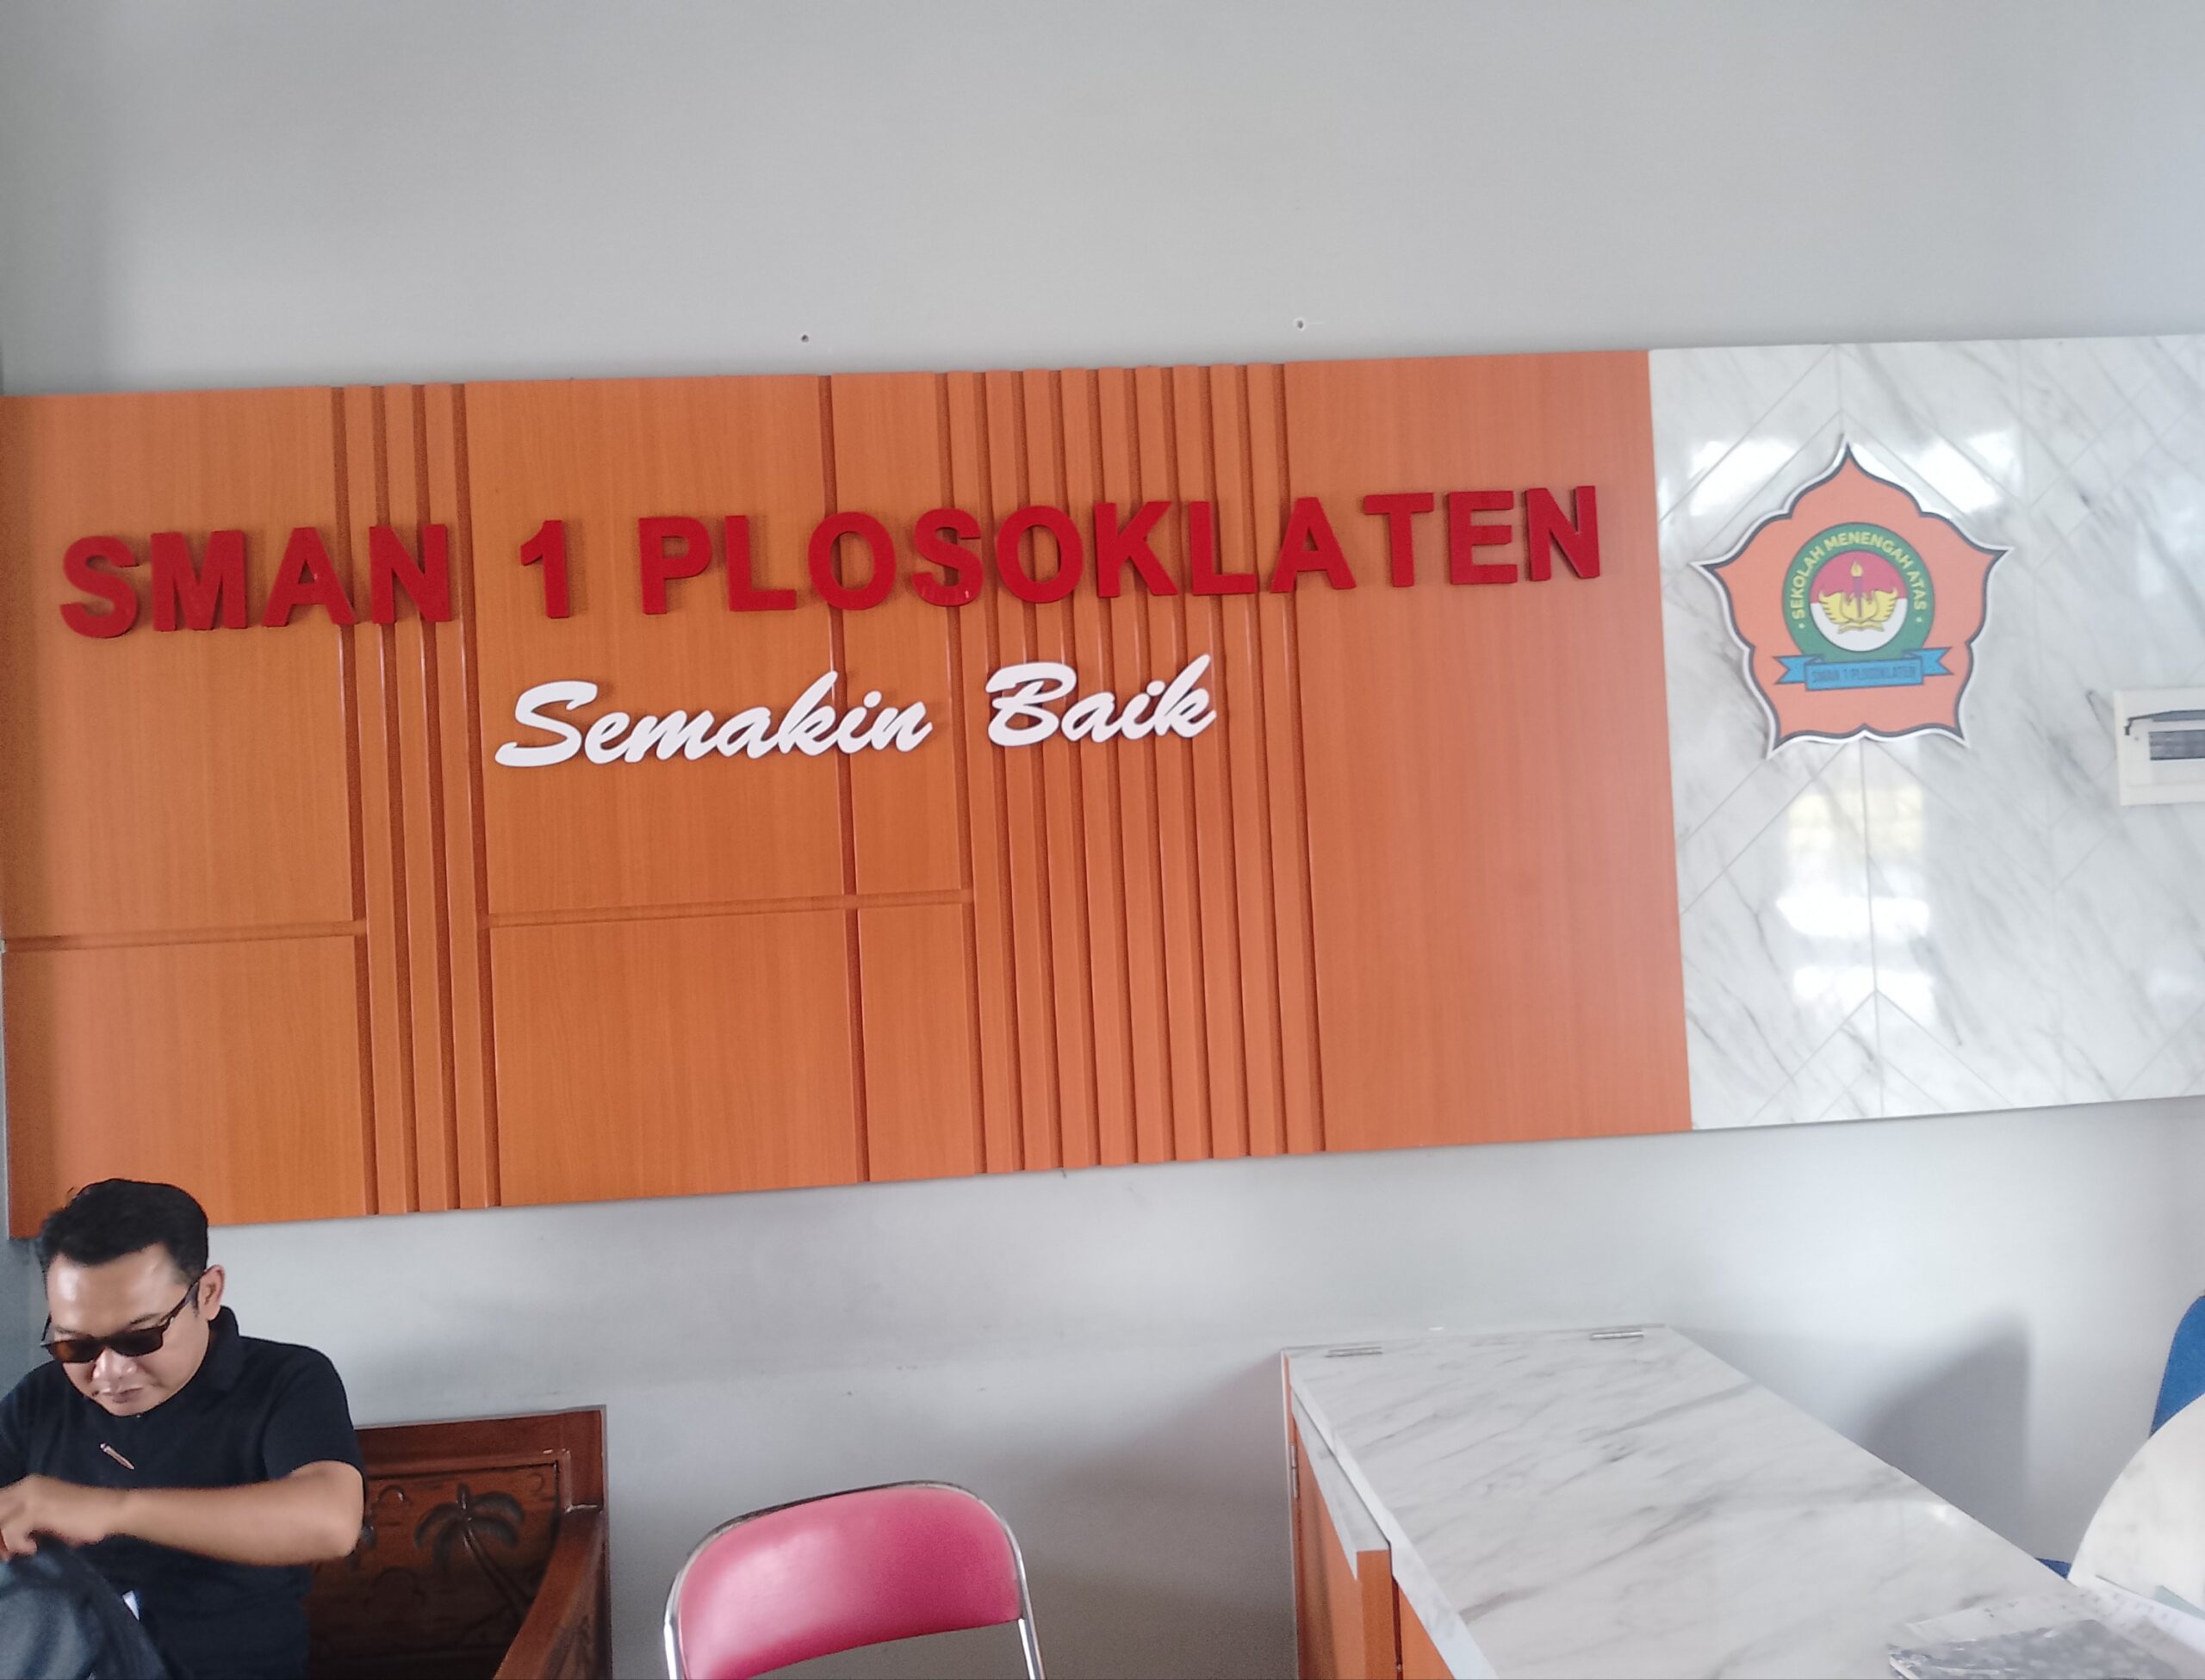 SMAN 1 PLOSOKLATEN
Semakin Baik
SEKOLAH MENENGAH ATAS
SMAN 1 PLOSOKLATEN